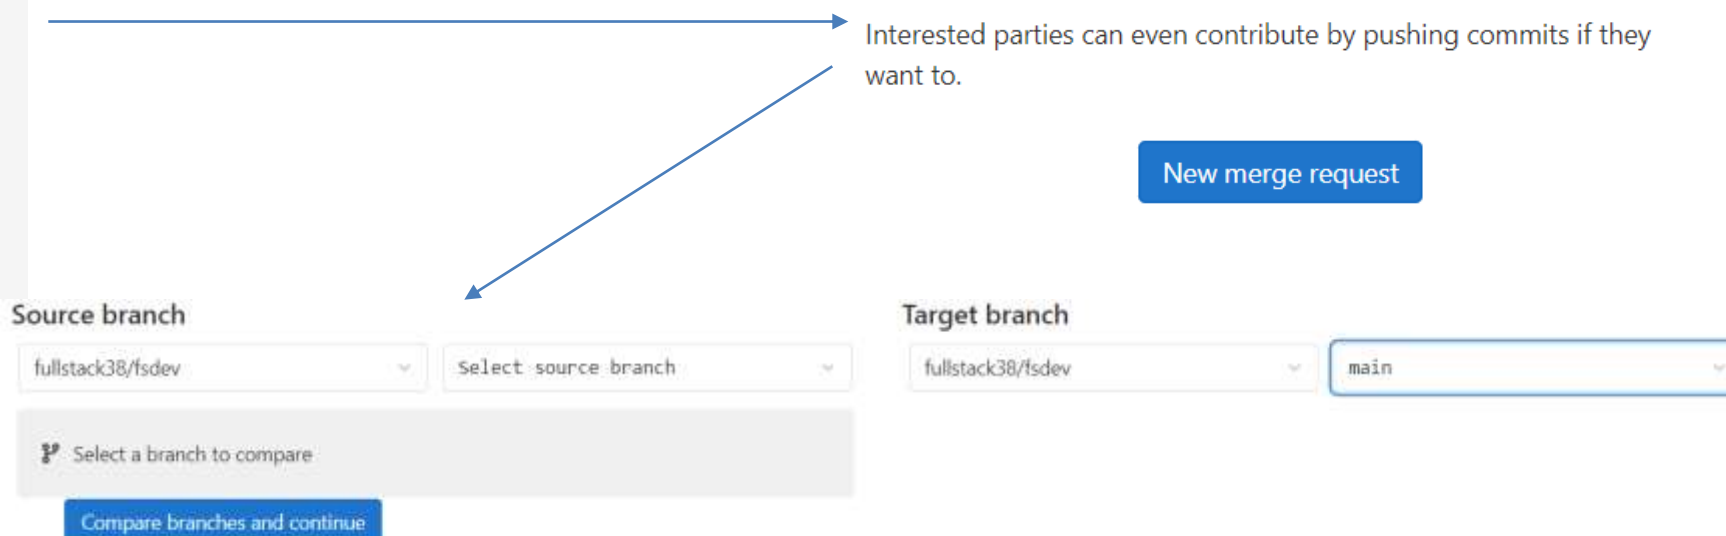 Interested parties can even contribute by pushing commits if they
want to.
New merge request
Source branch
fullstack38/fsdev
Select source branch
Target branch
fullstack38/fsdev
main
Select a branch to compare
Compare branches and continue